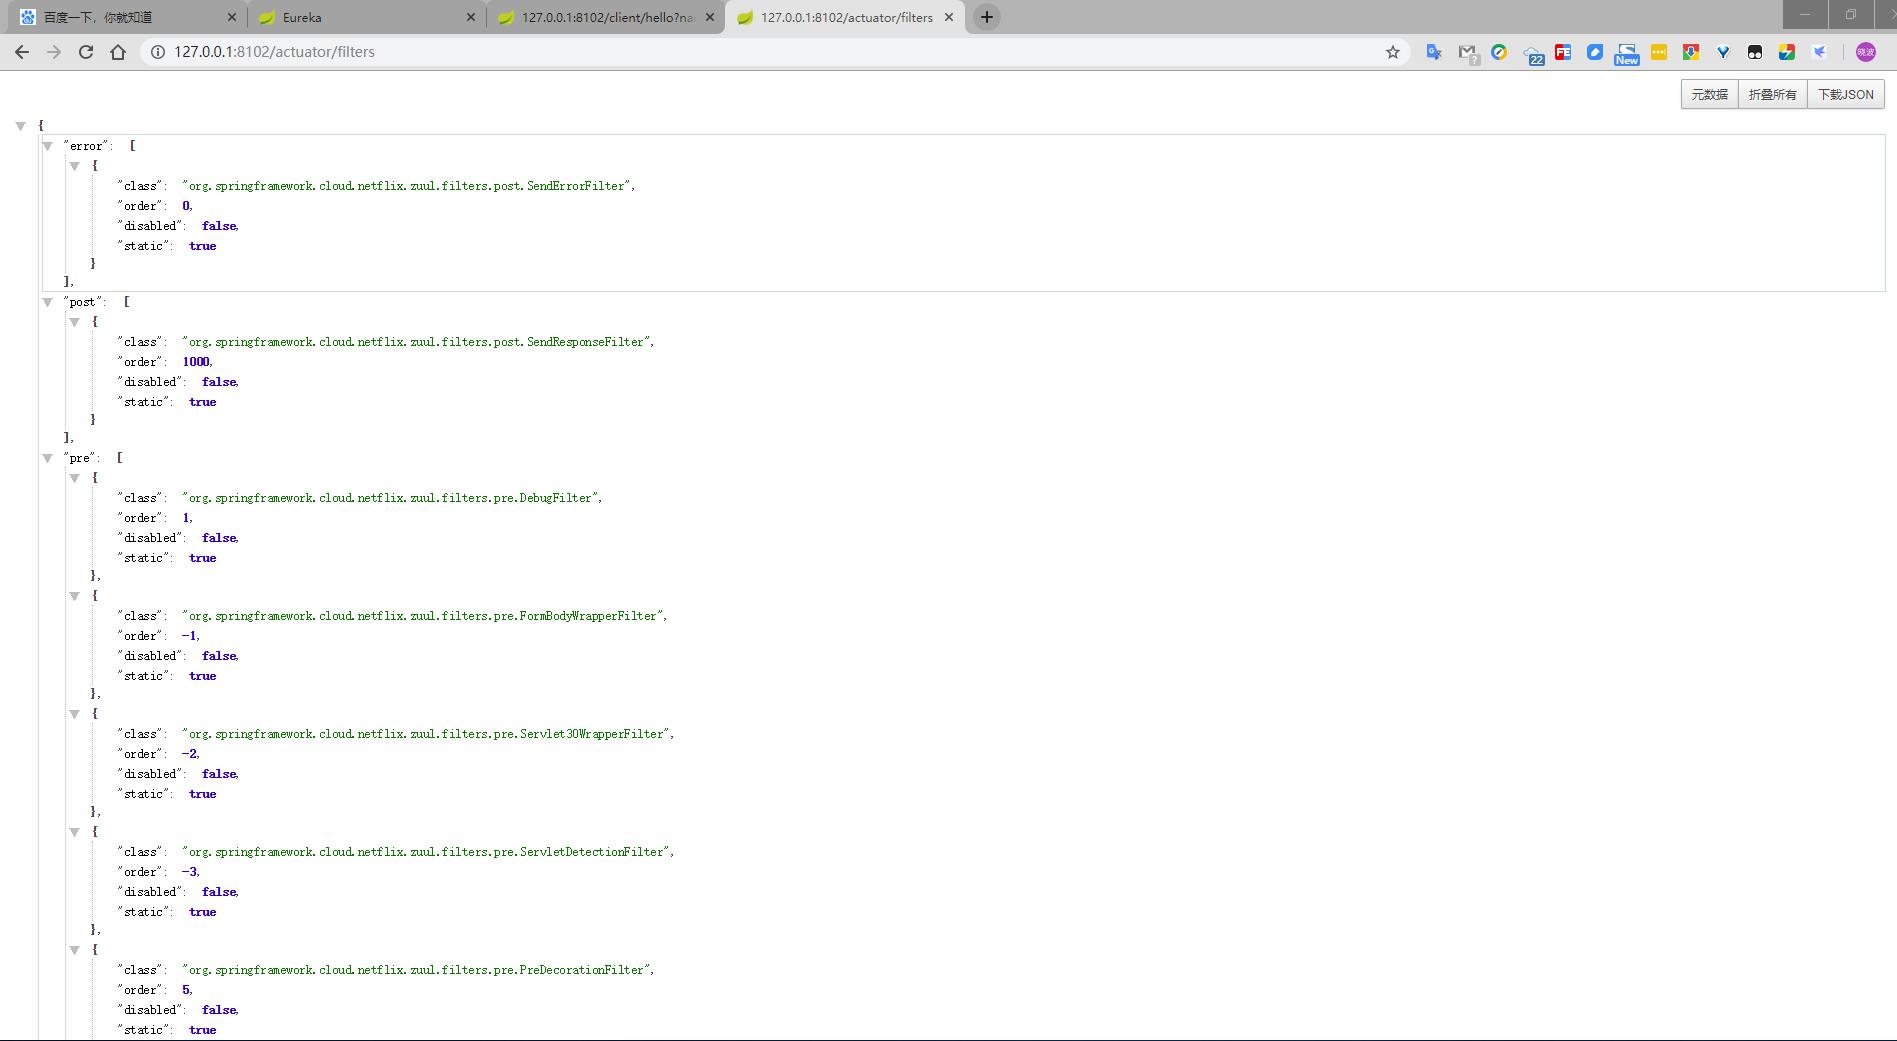 百度一下，你就知道
Eureka
127.0.0.1:8102/client/hello?na
127.0.0.1:8102/actuator/filters
127.0.0.1:8102/actuator/filters
?
22
FE
New
晓波
元数据 折叠所有 下载JSON
{
"error": [
{
"class": "org.springframework.cloud.netflix.zuul.filters.post.SendErrorFilter",
"order": 0,
"disabled": false,
"static": true
}
],
"post": [
{
"class": "org.springframework.cloud.netflix.zuul.filters.post.SendResponseFilter",
"order": 1000,
"disabled": false,
"static": true
}
],
"pre": [
{
"class": "org.springframework.cloud.netflix.zuul.filters.pre.DebugFilter",
"order": 1,
"disabled": false,
"static": true
},
{
"class": "org.springframework.cloud.netflix.zuul.filters.pre.FormBodyWrapperFilter",
"order": -1,
"disabled": false,
"static": true
},
{
"class": "org.springframework.cloud.netflix.zuul.filters.pre.Servlet30WrapperFilter",
"order": -2,
"disabled": false,
"static": true
},
{
"class": "org.springframework.cloud.netflix.zuul.filters.pre.ServletDetectionFilter",
"order": -3,
"disabled": false,
"static": true
},
{
"class": "org.springframework.cloud.netflix.zuul.filters.pre.PreDecorationFilter",
"order": 5,
"disabled": false,
"static": true